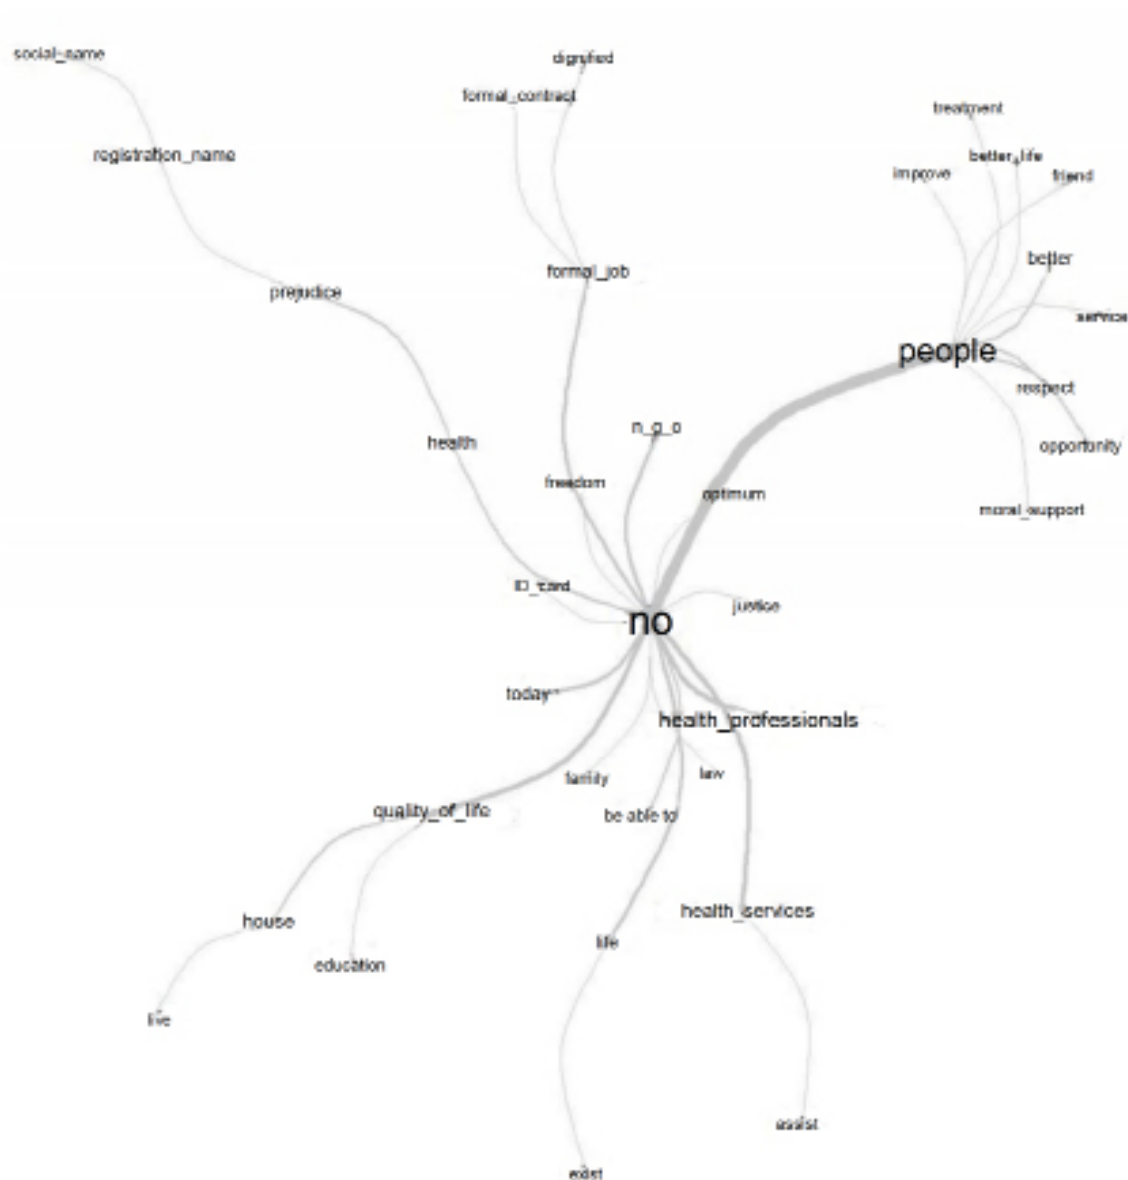 social_name
dignified
formal_contract
treatment
registration_name
better_life
improve
friend
better
formal_job
prejudice
service
people
respect
n_g_o
health
opportunity
freedom
optimum
moral_support
ID_card
justice
no
today
health_professionals
family
law
quality_of_life
be able to
house
health_services
life
education
live
assist
exist